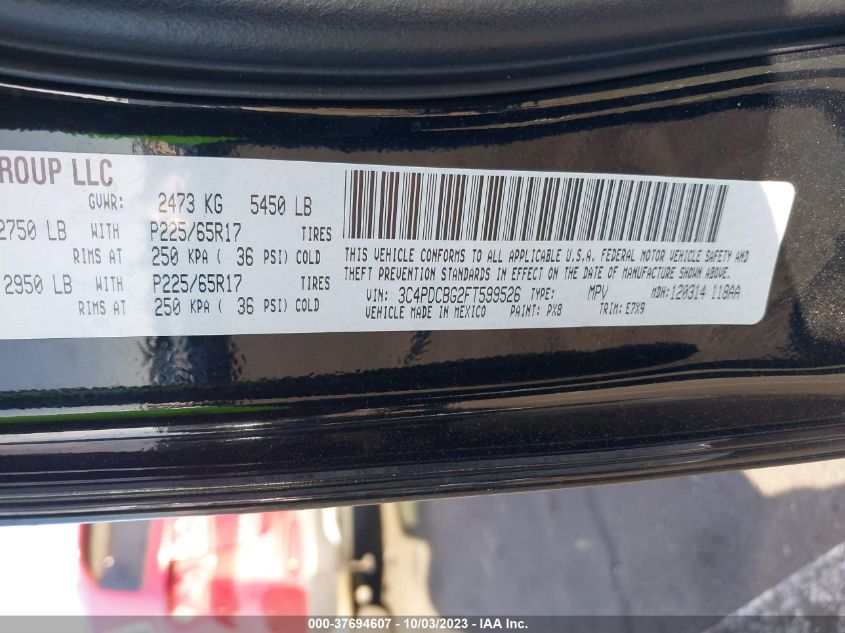 ROUP LLC
GVWR: 2473 KG 5450 LB
2750 LB WITH P225/65R17 TIRES
RIMS AT 250 KPA ( 36 PSI) COLD
2950 LB WITH P225/65R17 TIRES
RIMS AT 250 KPA ( 36 PSI) COLD
THIS VEHICLE CONFORMS TO ALL APPLICABLE U.S.A. FEDERAL MOTOR VEHICLE SAFETY AND
THEFT PREVENTION STANDARDS IN EFFECT ON THE DATE OF MANUFACTURE SHOWN ABOVE.
VIN: 3C4PDCBG2FT599526 TYPE: MPV MDH:120314 118AA
VEHICLE MADE IN MEXICO PAINT: PX8 TRIM: E7X9
000-37694607 - 10/03/2023 - IAA Inc.